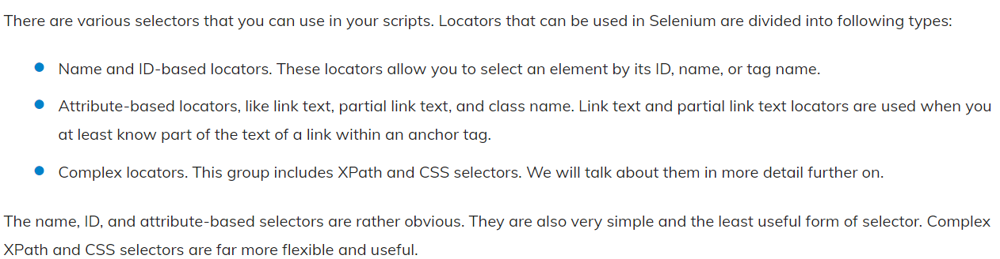 There are various selectors that you can use in your scripts. Locators that can be used in Selenium are divided into following types:
Name and ID-based locators. These locators allow you to select an element by its ID, name, or tag name.
Attribute-based locators, like link text, partial link text, and class name. Link text and partial link text locators are used when you
at least know part of the text of a link within an anchor tag.
Complex locators. This group includes XPath and CSS selectors. We will talk about them in more detail further on.
The name, ID, and attribute-based selectors are rather obvious. They are also very simple and the least useful form of selector. Complex
XPath and CSS selectors are far more flexible and useful.